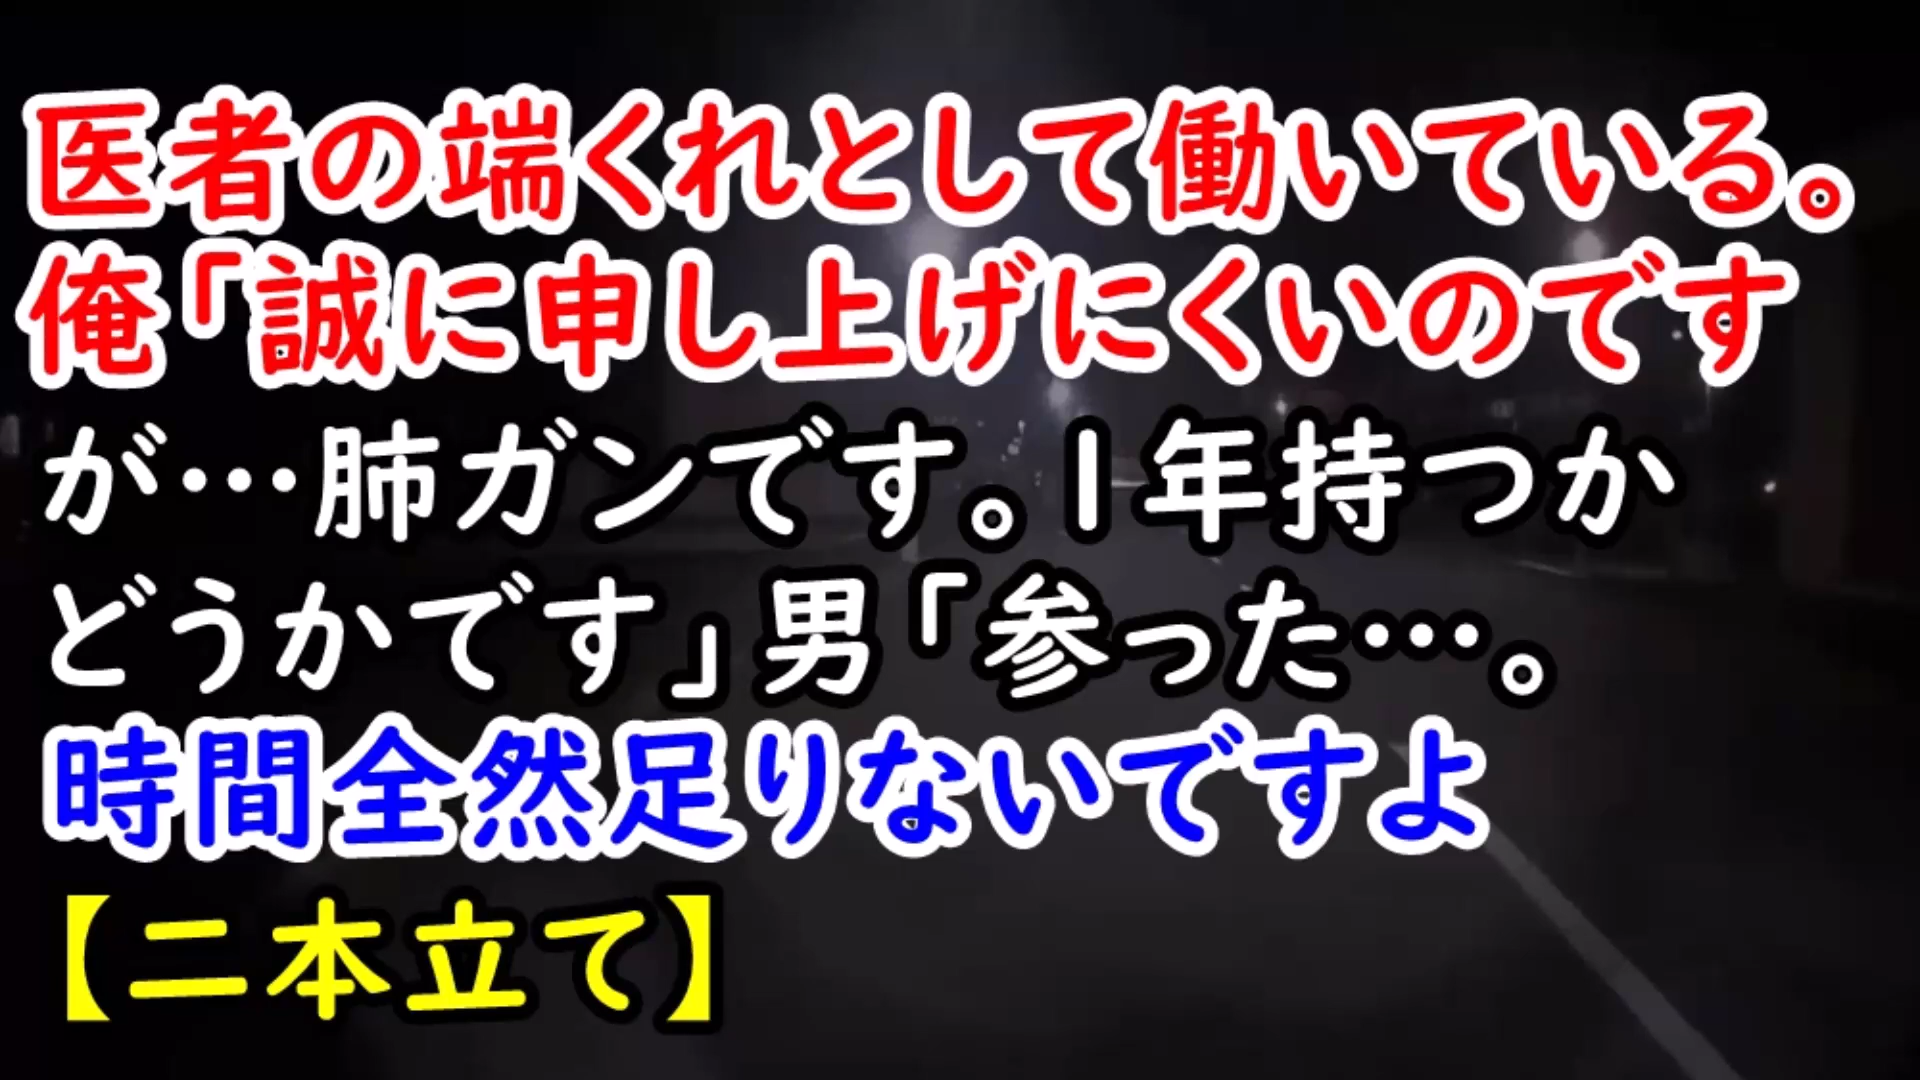 医者の端くれとして働いている。
俺「誠に申し上げにくいのです
が…肺ガンです。1年持つか
どうかです」男「参った…。
時間全然足りないですよ
【二本立て】